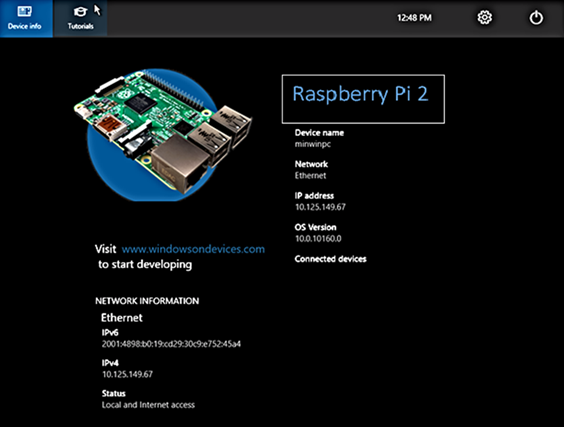 Device info
Tutorials
12:48 PM
Raspberry Pi 2
Device name
minwinpc
Network
Ethernet
IP address
10.125.149.67
OS Version
10.0.10160.0
Connected devices
Visit www.windowsondevices.com
to start developing
NETWORK INFORMATION
Ethernet
IPv6
2001:4898:b0:19:cd29:30c9:e752:45a4
IPv4
10.125.149.67
Status
Local and Internet access